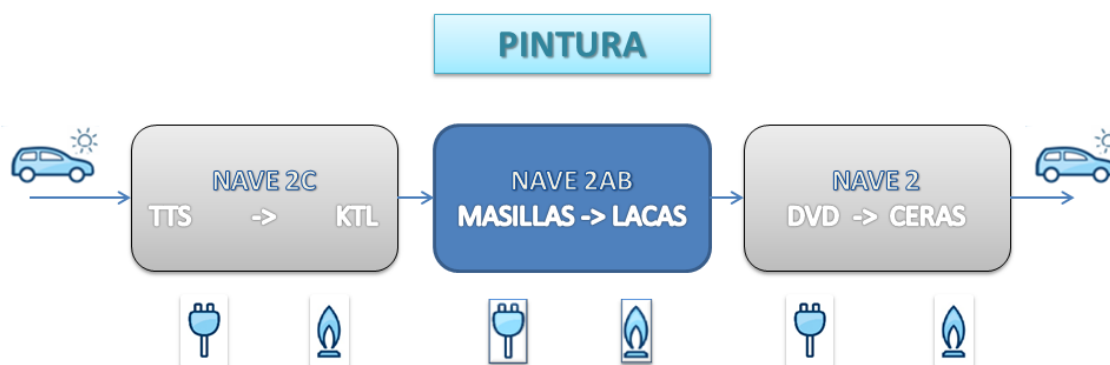 PINTURA
NAVE 2C
TTS -> KTL
NAVE 2AB
MASILLAS -> LACAS
NAVE 2
DVD -> CERAS